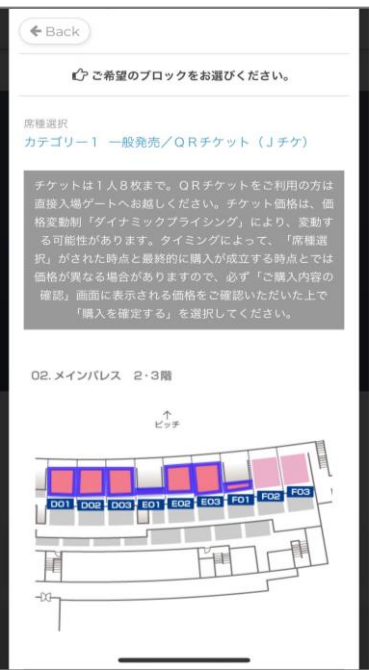 Back
ご希望のブロックをお選びください。
席種選択
カテゴリー１ 一般発売／ＱＲチケット（Ｊチケ）
チケットは１人８枚まで。ＱＲチケットをご利用の方は
直接入場ゲートへお越しください。チケット価格は、価
格変動制「ダイナミックプライシング」により、変動す
る可能性があります。タイミングによって、「席種選
択」がされた時点と最終的に購入が成立する時点とでは
価格が異なる場合がありますので、必ず「ご購入内容の
確認」画面に表示される価格をご確認いただいた上で
「購入を確定する」を選択してください。
02. メインパレス 2・3階
ピッチ
D01 D02 D03 E01 E02 E03 F01 F02 F03